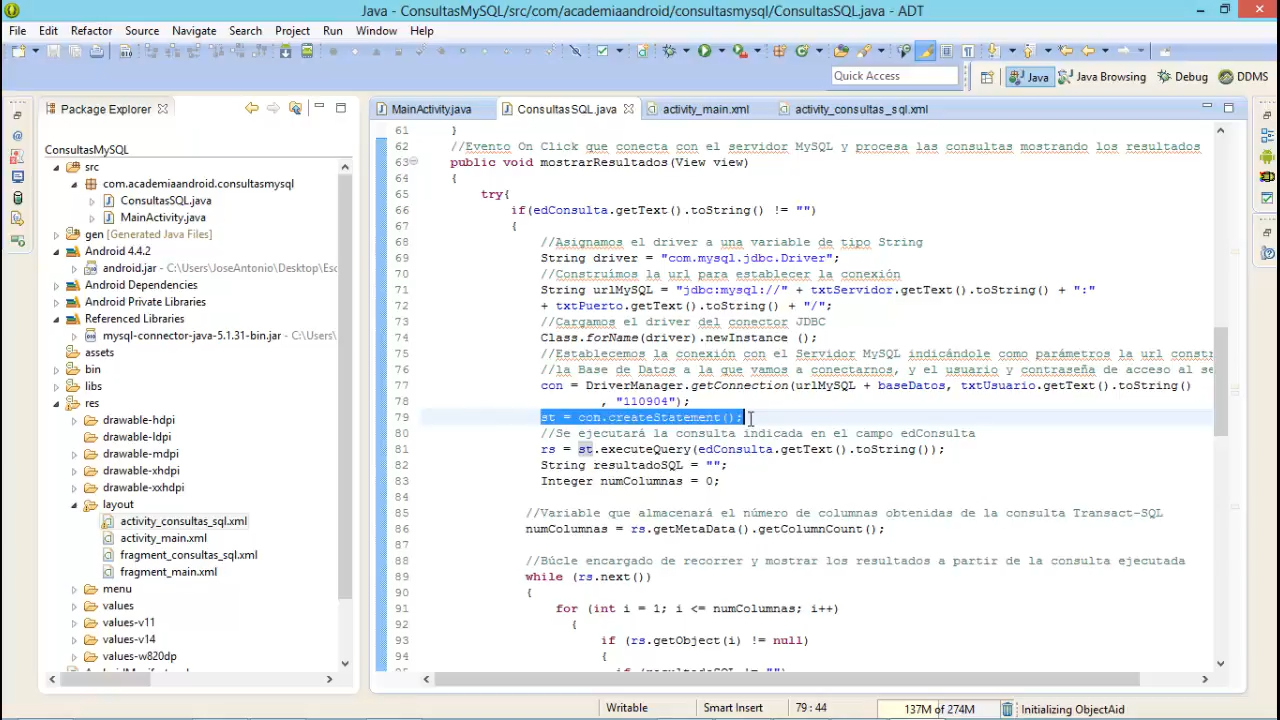 Java - ConsultasMySQL/src/com/academiaandroid/consultasmysql/ConsultasSQL.java - ADT
File Edit Refactor Source Navigate Search Project Run Window Help
Quick Access
Java Java Browsing Debug DDMS
Package Explorer
MainActivity.java ConsultasSQL.java activity_main.xml activity_consultas_sql.xml
ConsultasMySQL
src
com.academiaandroid.consultasmysql
ConsultasSQL.java
MainActivity.java
gen [Generated Java Files]
Android 4.4.2
android.jar - C:\Users\JoseAntonio\Desktop\Esc
Android Dependencies
Android Private Libraries
Referenced Libraries
mysql-connector-java-5.1.31-bin.jar - C:\Users
assets
bin
libs
res
drawable-hdpi
drawable-ldpi
drawable-mdpi
drawable-xhdpi
drawable-xxhdpi
layout
activity_consultas_sql.xml
activity_main.xml
fragment_consultas_sql.xml
fragment_main.xml
menu
values
values-v11
values-v14
values-w820dp
61 }
62 //Evento On Click que conecta con el servidor MySQL y procesa las consultas mostrando los resultados
63 public void mostrarResultados(View view)
64 {
65 try{
66 if(edConsulta.getText().toString() != "")
67 {
68 //Asignamos el driver a una variable de tipo String
69 String driver = "com.mysql.jdbc.Driver";
70 //Construímos la url para establecer la conexión
71 String urlMySQL = "jdbc:mysql://" + txtServidor.getText().toString() + ":"
72 + txtPuerto.getText().toString() + "/";
73 //Cargamos el driver del conector JDBC
74 Class.forName(driver).newInstance ();
75 //Establecemos la conexión con el Servidor MySQL indicándole como parámetros la url constr
76 //la Base de Datos a la que vamos a conectarnos, y el usuario y contraseña de acceso al se
77 con = DriverManager.getConnection(urlMySQL + baseDatos, txtUsuario.getText().toString()
78 , "110904");
79 st = con.createStatement();
80 //Se ejecutará la consulta indicada en el campo edConsulta
81 rs = st.executeQuery(edConsulta.getText().toString());
82 String resultadoSQL = "";
83 Integer numColumnas = 0;
84
85 //Variable que almacenará el número de columnas obtenidas de la consulta Transact-SQL
86 numColumnas = rs.getMetaData().getColumnCount();
87
88 //Búcle encargado de recorrer y mostrar los resultados a partir de la consulta ejecutada
89 while (rs.next())
90 {
91 for (int i = 1; i <= numColumnas; i++)
92 {
93 if (rs.getObject(i) != null)
94 {
Writable Smart Insert 79 : 44 137M of 274M Initializing ObjectAid